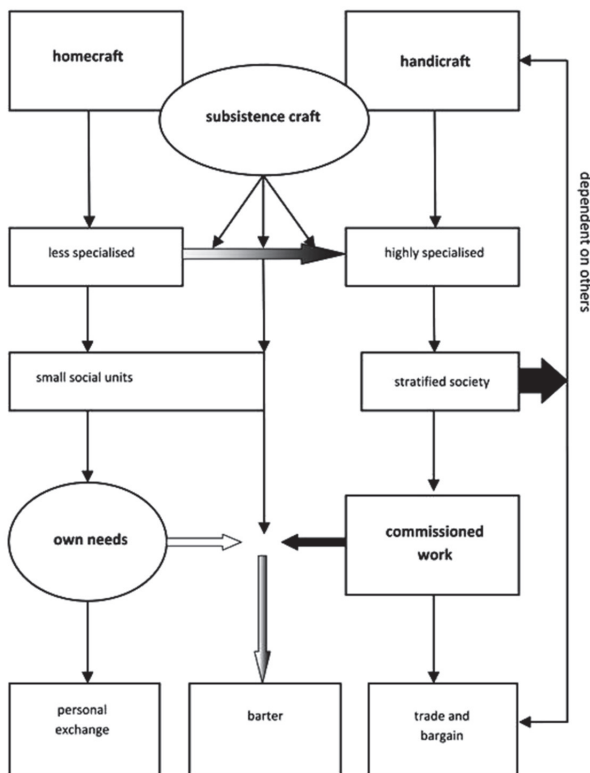 homecraft
handicraft
subsistence craft
dependent on others
less specialised
highly specialised
small social units
stratified society
own needs
commissioned
work
personal
exchange
barter
trade and
bargain